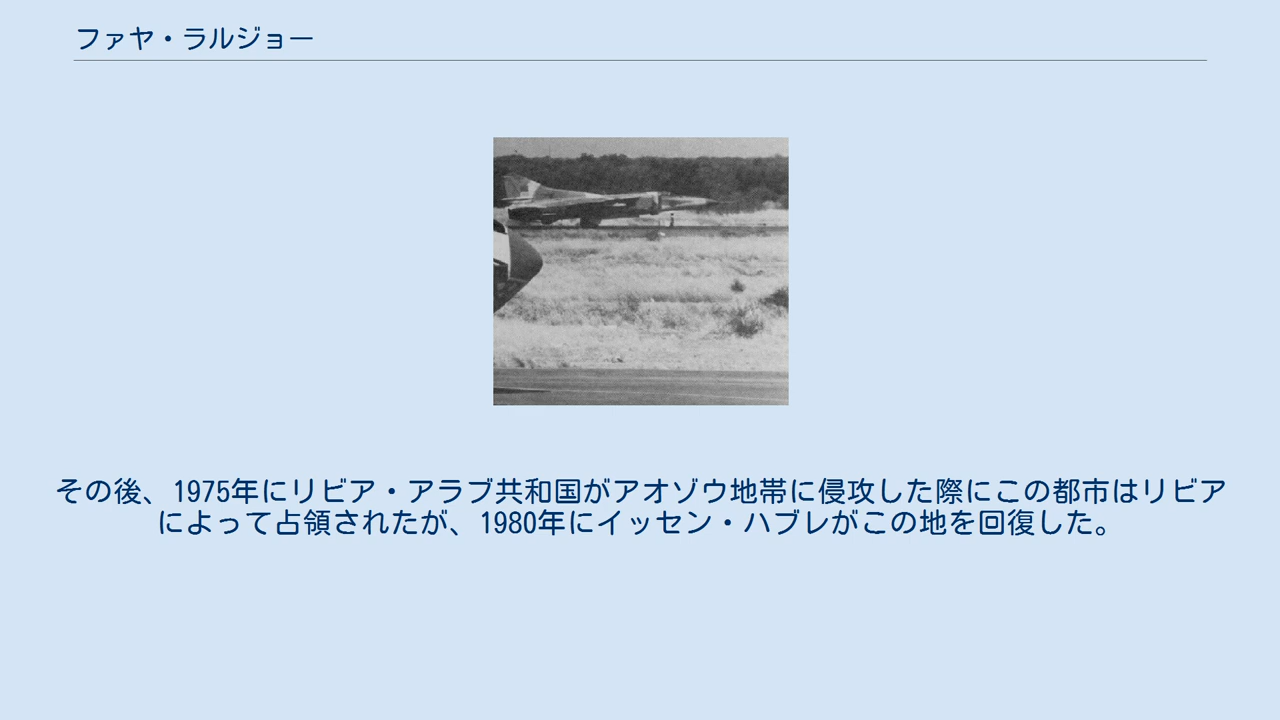 ファヤ・ラルジョー
その後、1975年にリビア・アラブ共和国がアオゾウ地帯に侵攻した際にこの都市はリビア
によって占領されたが、1980年にイッセン・ハブレがこの地を回復した。